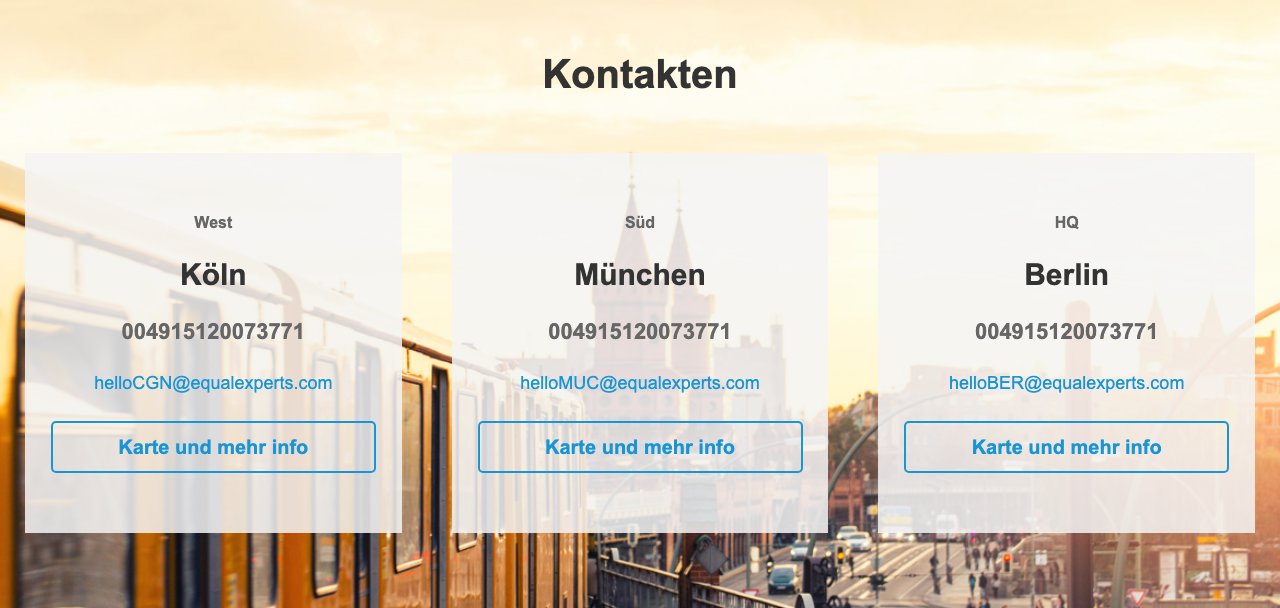 Kontakten
West
Köln
004915120073771
helloCGN@equalexperts.com
Karte und mehr info
Süd
München
004915120073771
helloMUC@equalexperts.com
Karte und mehr info
HQ
Berlin
004915120073771
helloBER@equalexperts.com
Karte und mehr info